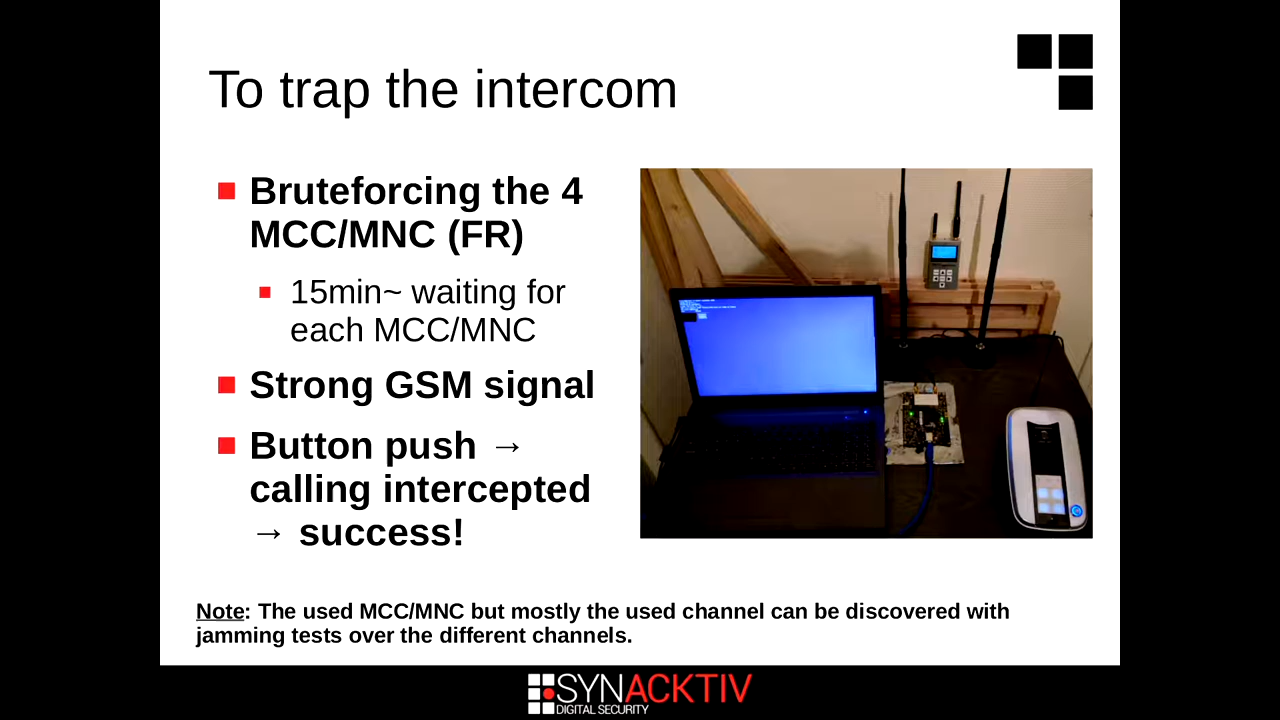 To trap the intercom
Bruteforcing the 4
MCC/MNC (FR)
15min~ waiting for
each MCC/MNC
Strong GSM signal
Button push →
calling intercepted
→ success!
Note: The used MCC/MNC but mostly the used channel can be discovered with
jamming tests over the different channels.
SYNACKTIV
DIGITAL SECURITY